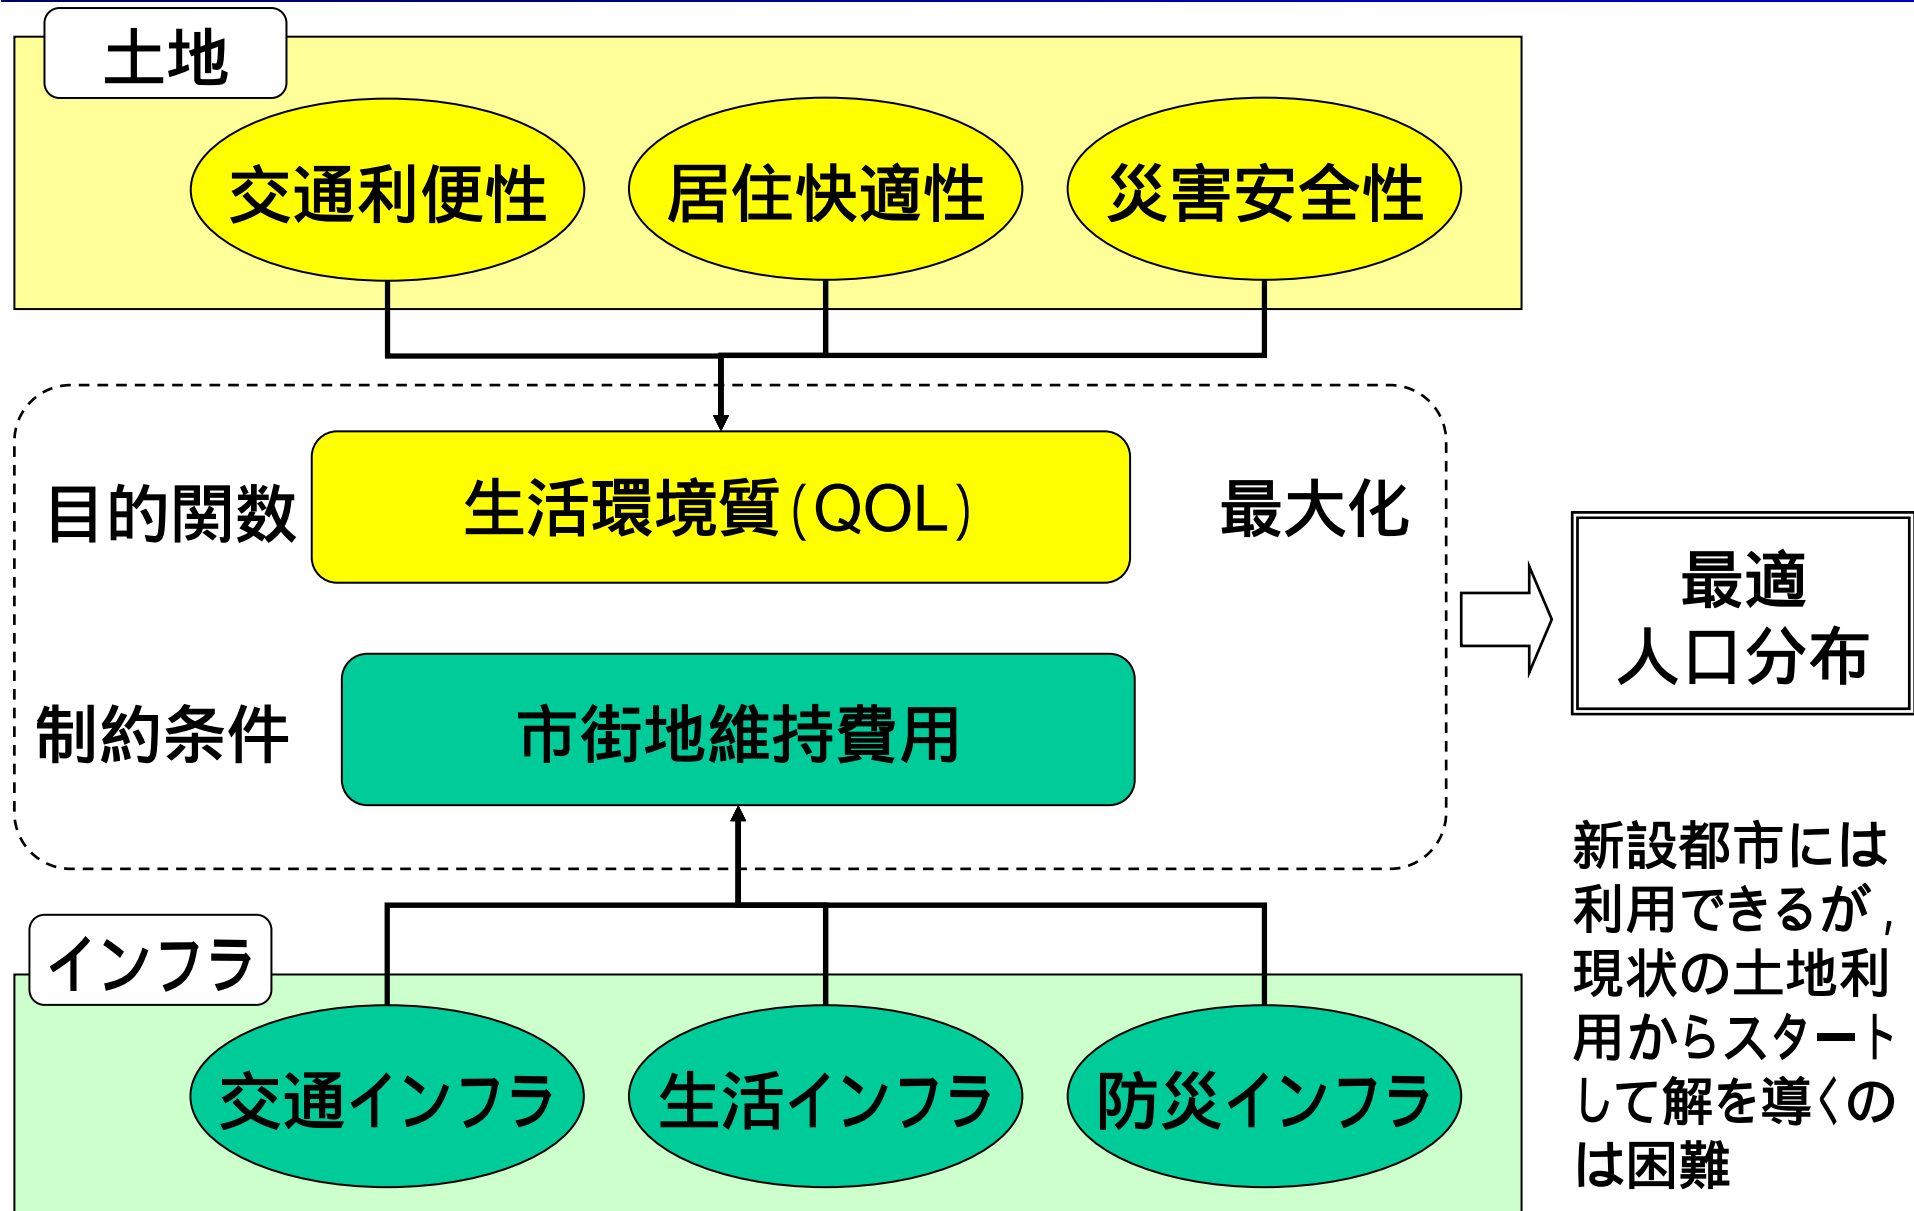 土地
交通利便性
居住快適性
災害安全性
目的関数
生活環境質(QOL)
最大化
制約条件
市街地維持費用
最適
人口分布
インフラ
交通インフラ
生活インフラ
防災インフラ
新設都市には
利用できるが,
現状の土地利
用からスタート
して解を導くの
は困難